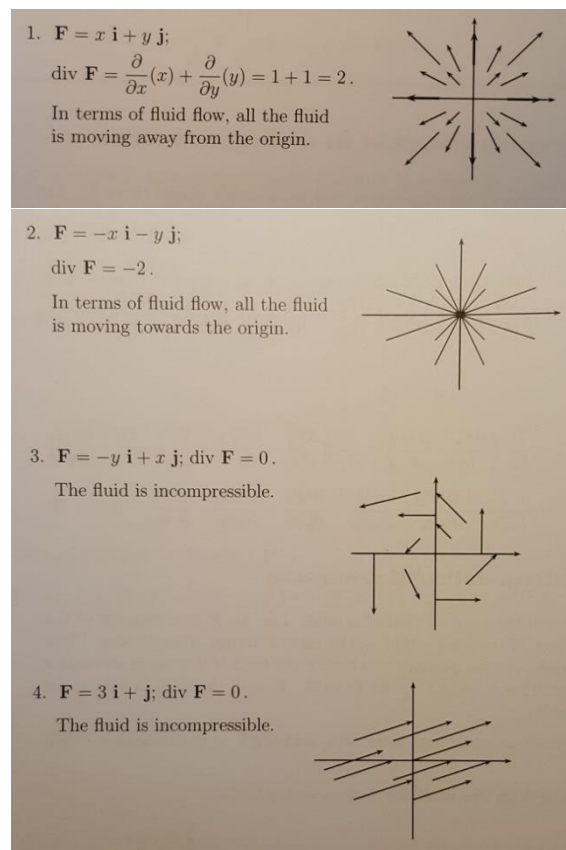 1. F = x i + y j;
div F = ∂/∂x (x) + ∂/∂y (y) = 1 + 1 = 2 .
In terms of fluid flow, all the fluid
is moving away from the origin.
2. F = −x i − y j;
div F = −2 .
In terms of fluid flow, all the fluid
is moving towards the origin.
3. F = −y i + x j; div F = 0 .
The fluid is incompressible.
4. F = 3 i + j; div F = 0 .
The fluid is incompressible.